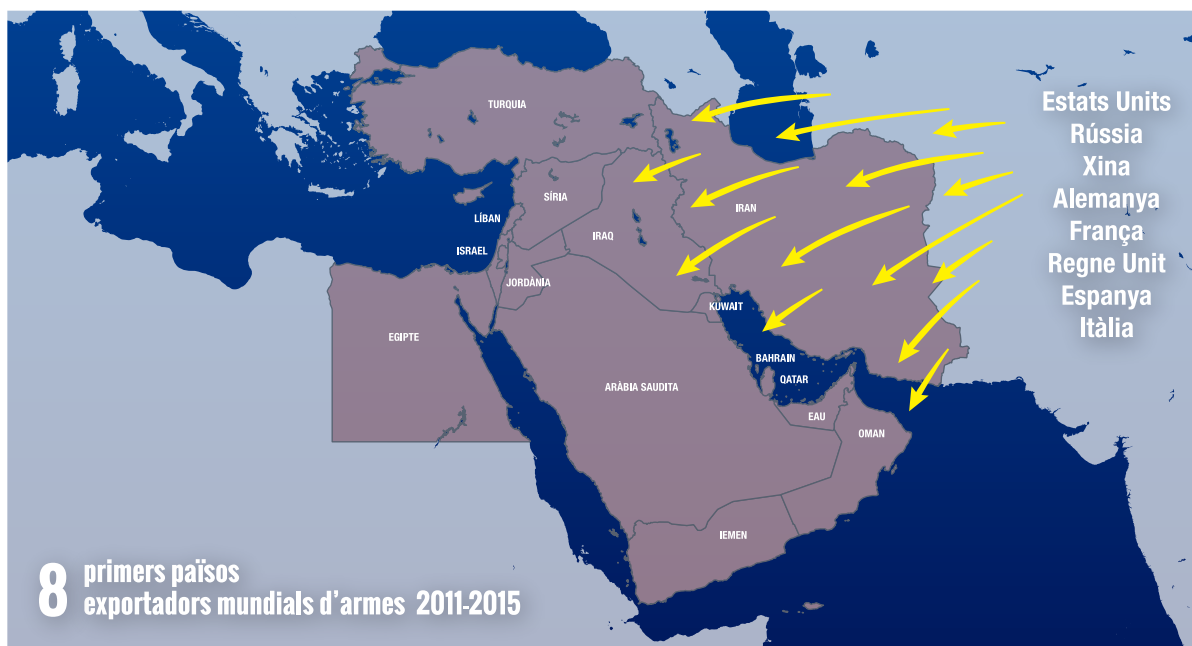 Estats Units
Rússia
Xina
Alemanya
França
Regne Unit
Espanya
Itàlia
TURQUIA
SÍRIA
LÍBAN
ISRAEL
IRAQ
IRAN
JORDÀNIA
KUWAIT
EGIPTE
BAHRAIN
QATAR
ARÀBIA SAUDITA
EAU
OMAN
IEMEN
8 primers països
exportadors mundials d'armes 2011-2015